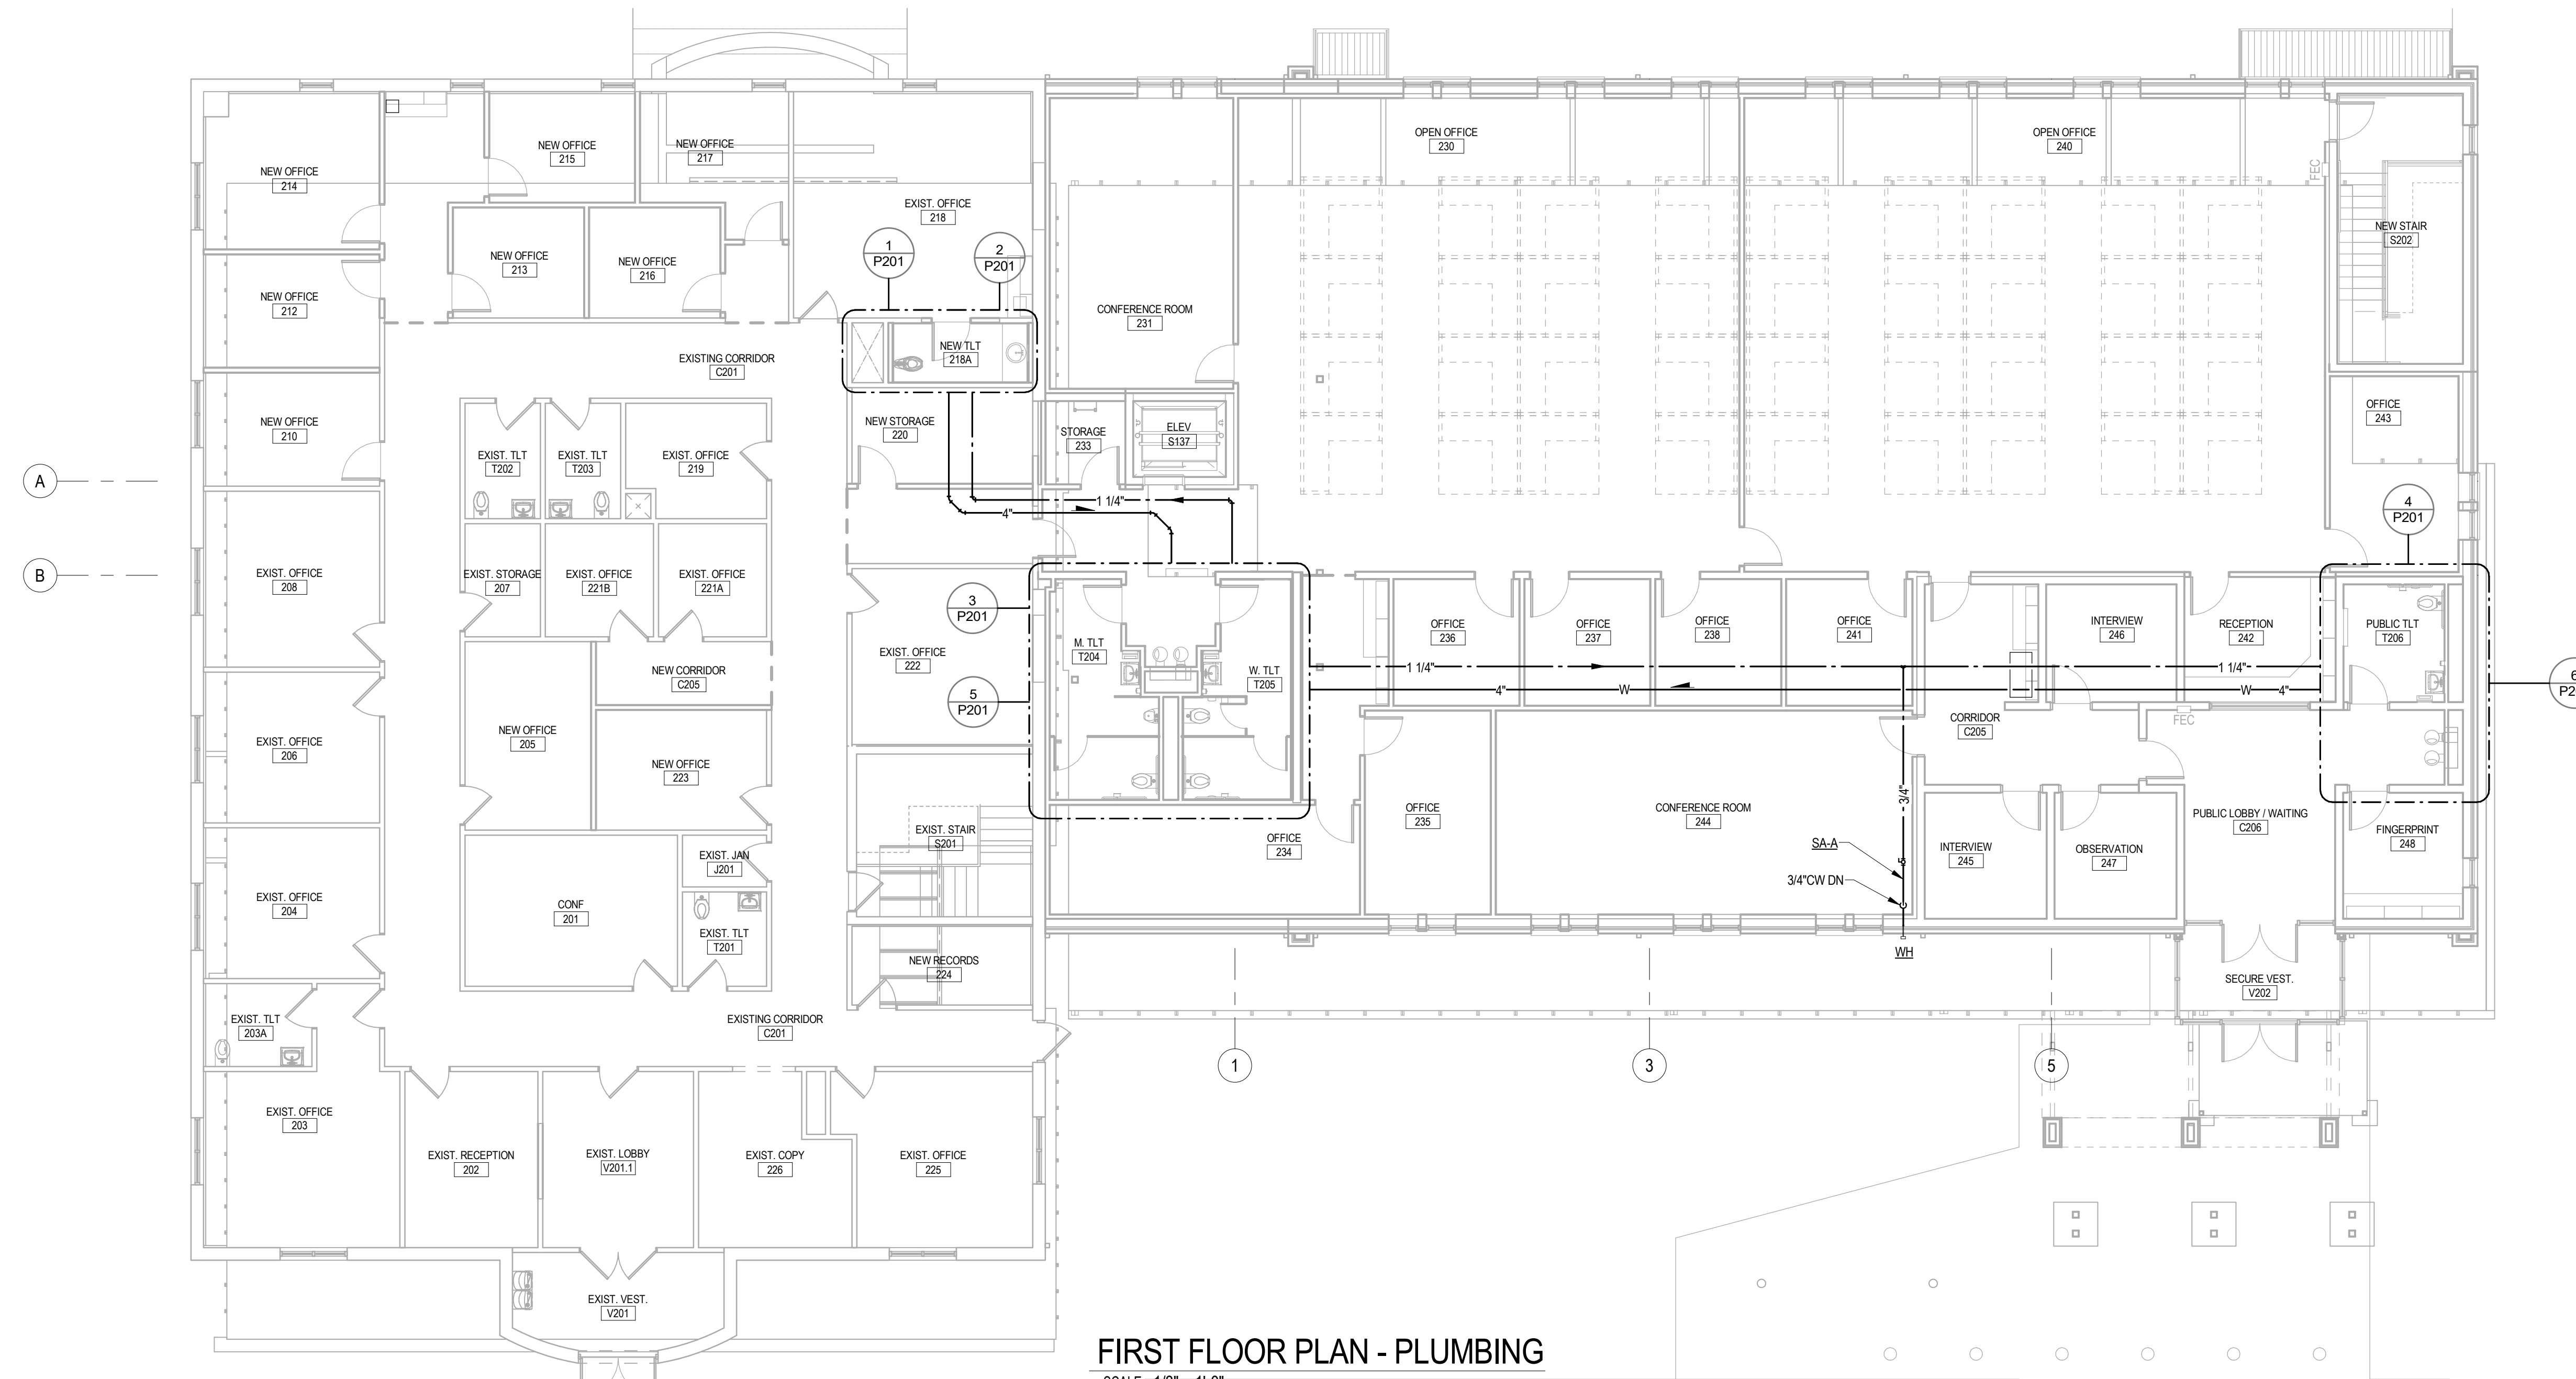 OPEN OFFICE
230
OPEN OFFICE
240
NEW OFFICE
215
NEW OFFICE
217
NEW OFFICE
214
FEC
EXIST. OFFICE
218
NEW STAIR
S202
1
P201
2
P201
NEW OFFICE
213
NEW OFFICE
216
NEW OFFICE
212
CONFERENCE ROOM
231
NEW TLT
218A
EXISTING CORRIDOR
C201
NEW OFFICE
210
NEW STORAGE
220
STORAGE
233
ELEV
S137
OFFICE
243
EXIST. TLT
T202
EXIST. TLT
T203
EXIST. OFFICE
219
A
1 1/4"
4"
4
P201
B
EXIST. OFFICE
208
EXIST. STORAGE
207
EXIST. OFFICE
221B
EXIST. OFFICE
221A
3
P201
M. TLT
T204
W. TLT
T205
OFFICE
236
OFFICE
237
OFFICE
238
OFFICE
241
INTERVIEW
246
RECEPTION
242
PUBLIC TLT
T206
EXIST. OFFICE
222
NEW CORRIDOR
C205
1 1/4"
1 1/4"
6
4"
W
W
4"
5
P201
NEW OFFICE
205
EXIST. OFFICE
206
CORRIDOR
C205
FEC
NEW OFFICE
223
3/4"
OFFICE
235
CONFERENCE ROOM
244
PUBLIC LOBBY / WAITING
C206
EXIST. STAIR
S201
OFFICE
234
FINGERPRINT
248
SA-A
INTERVIEW
245
OBSERVATION
247
EXIST. JAN
J201
3/4"CW DN
EXIST. OFFICE
204
CONF
201
EXIST. TLT
T201
WH
NEW RECORDS
224
SECURE VEST.
V202
EXIST. TLT
203A
EXISTING CORRIDOR
C201
1
3
5
EXIST. OFFICE
203
EXIST. RECEPTION
202
EXIST. LOBBY
V201.1
EXIST. COPY
226
EXIST. OFFICE
225
EXIST. VEST.
V201
FIRST FLOOR PLAN - PLUMBING